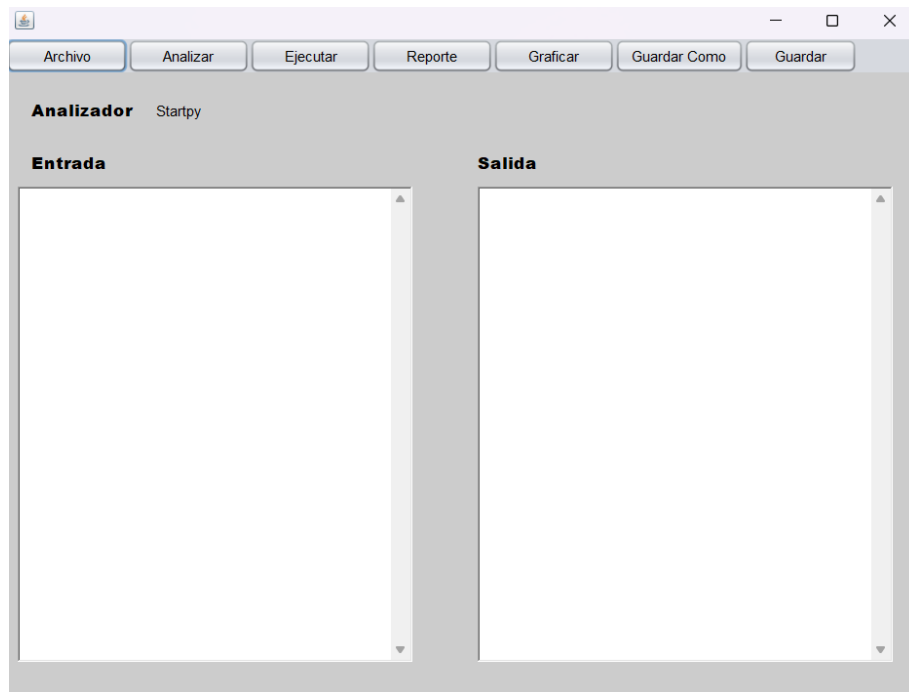 Archivo Analizar Ejecutar Reporte Graficar Guardar Como Guardar
Analizador Startpy
Entrada Salida